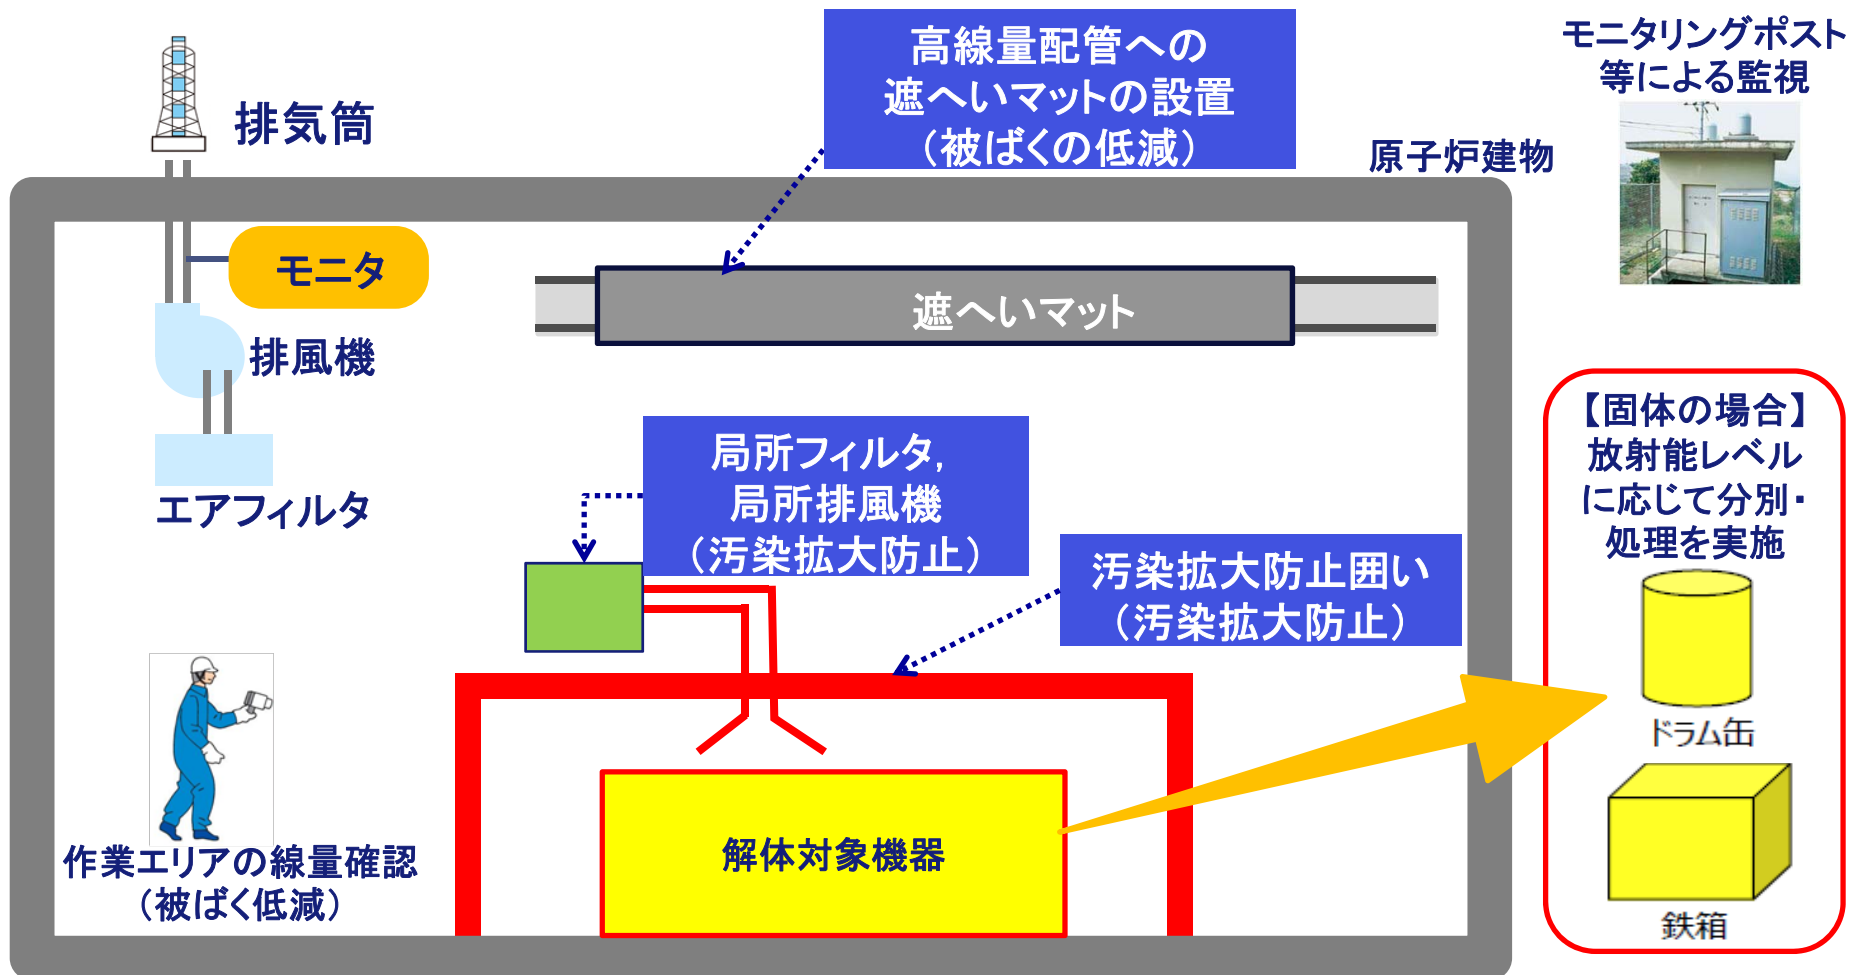 高線量配管への
遮へいマットの設置
（被ばくの低減）
モニタリングポスト
等による監視
排気筒
原子炉建物
モニタ
遮へいマット
排風機
エアフィルタ
局所フィルタ，
局所排風機
（汚染拡大防止）
汚染拡大防止囲い
（汚染拡大防止）
【固体の場合】
放射能レベル
に応じて分別・
処理を実施
ドラム缶
鉄箱
解体対象機器
作業エリアの線量確認
（被ばく低減）